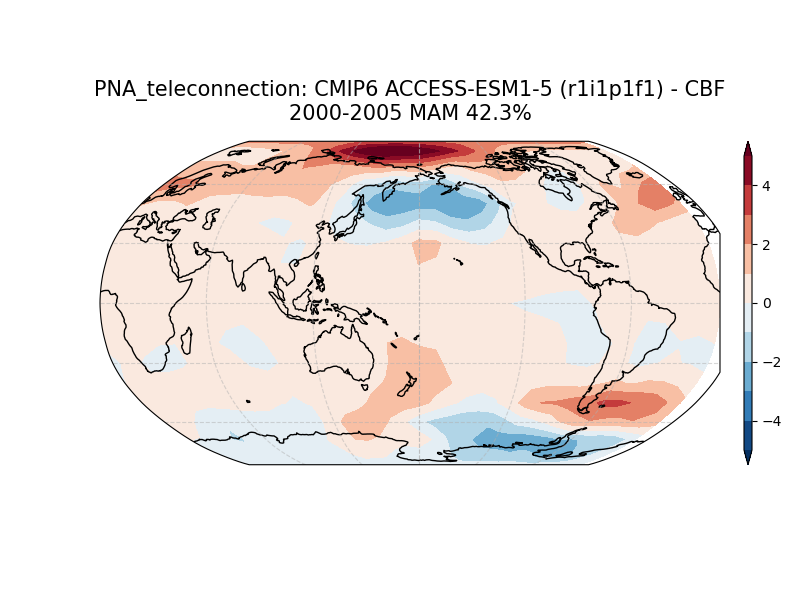 PNA_teleconnection: CMIP6 ACCESS-ESM1-5 (r1i1p1f1) - CBF
2000-2005 MAM 42.3%
4
2
0
−2
−4